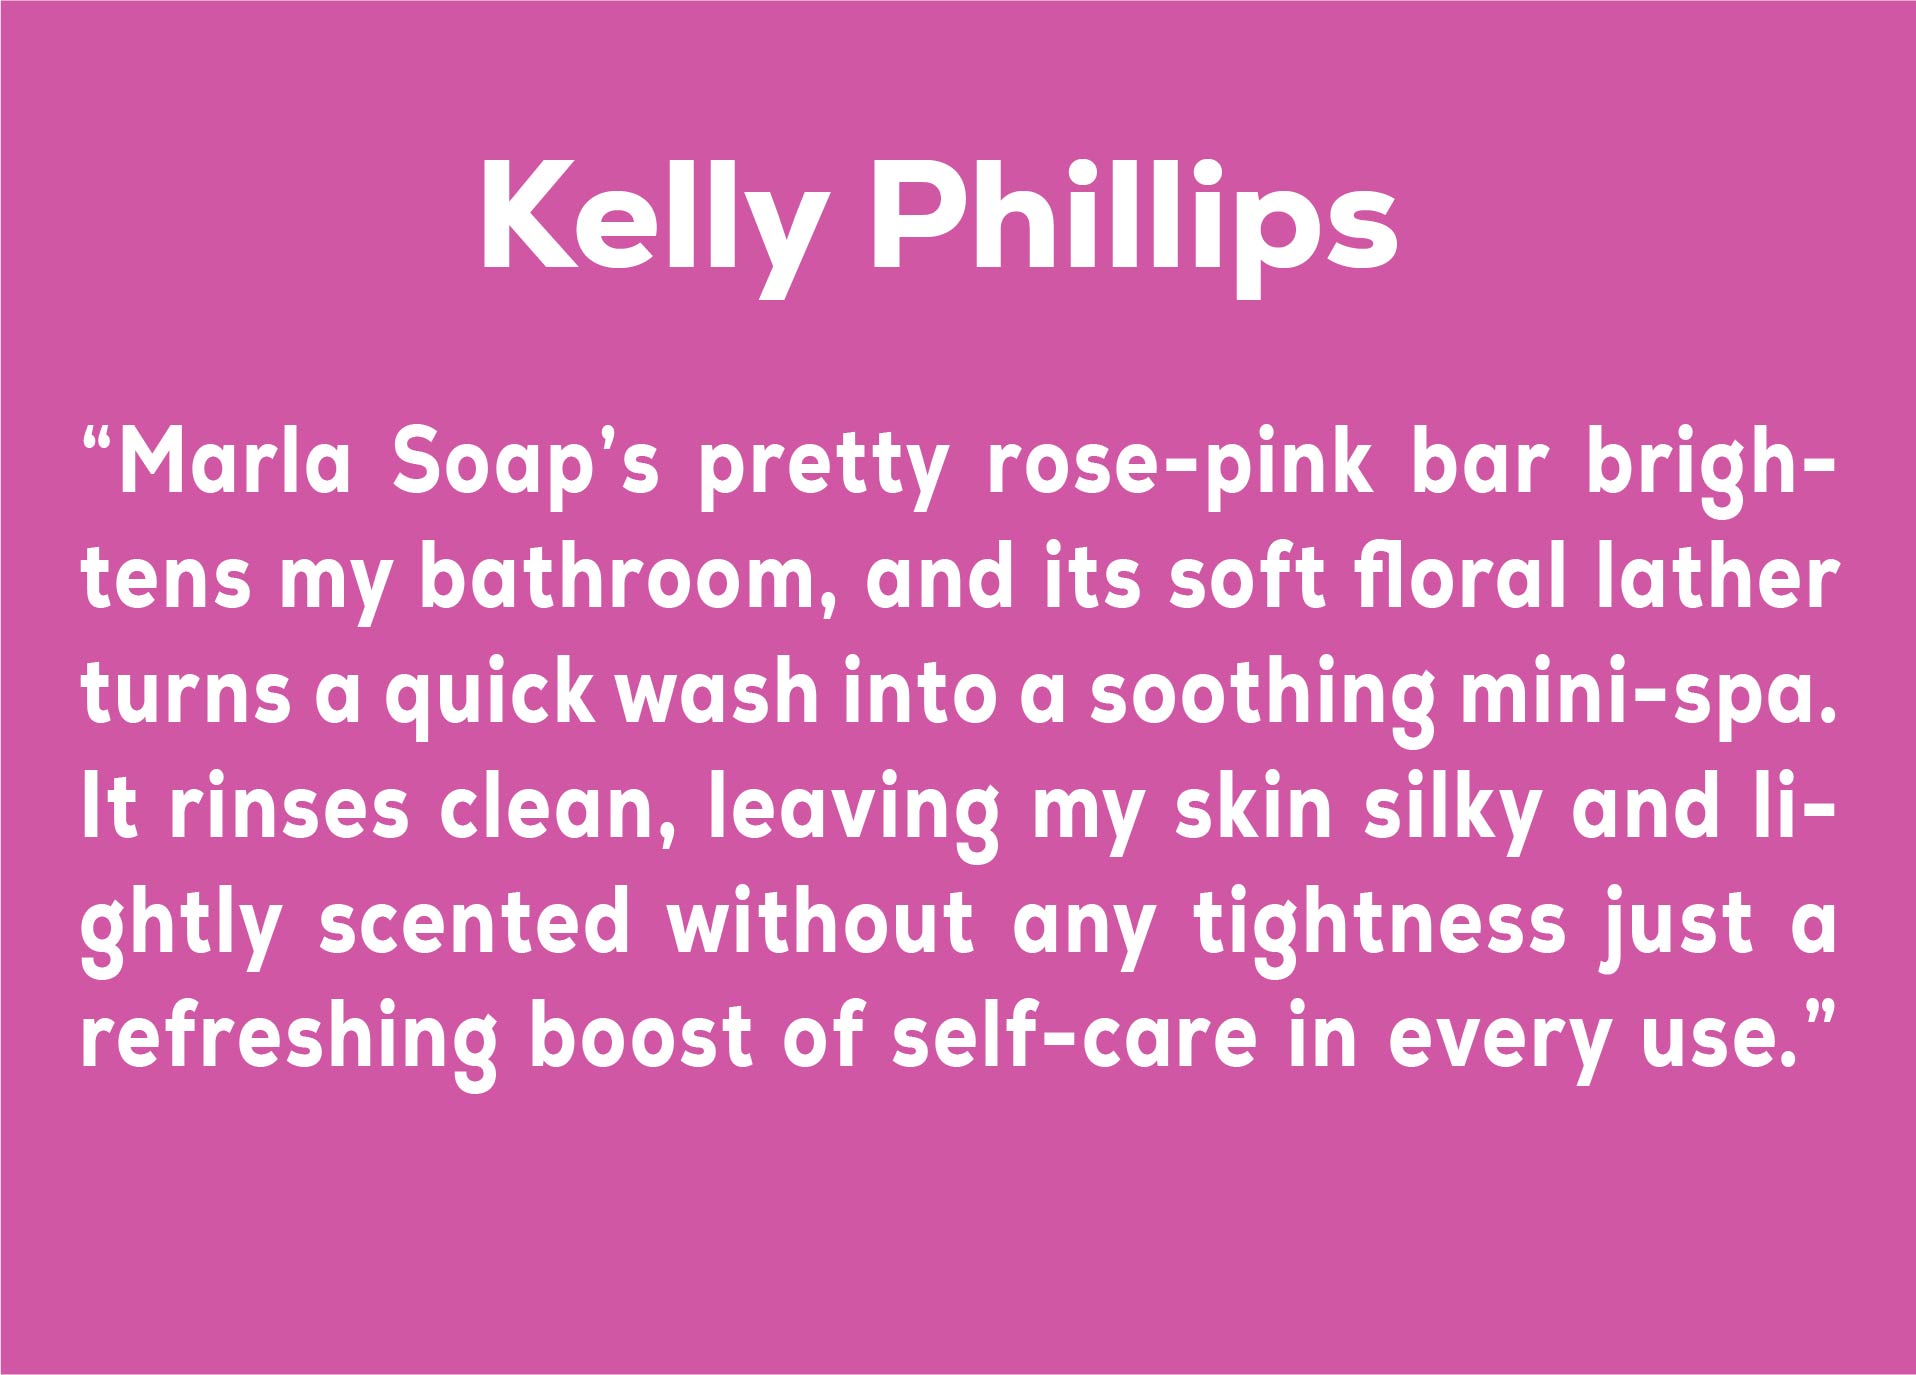 Kelly Phillips
“Marla Soap’s pretty rose-pink bar brigh-
tens my bathroom, and its soft floral lather
turns a quick wash into a soothing mini-spa.
It rinses clean, leaving my skin silky and li-
ghtly scented without any tightness just a
refreshing boost of self-care in every use.”